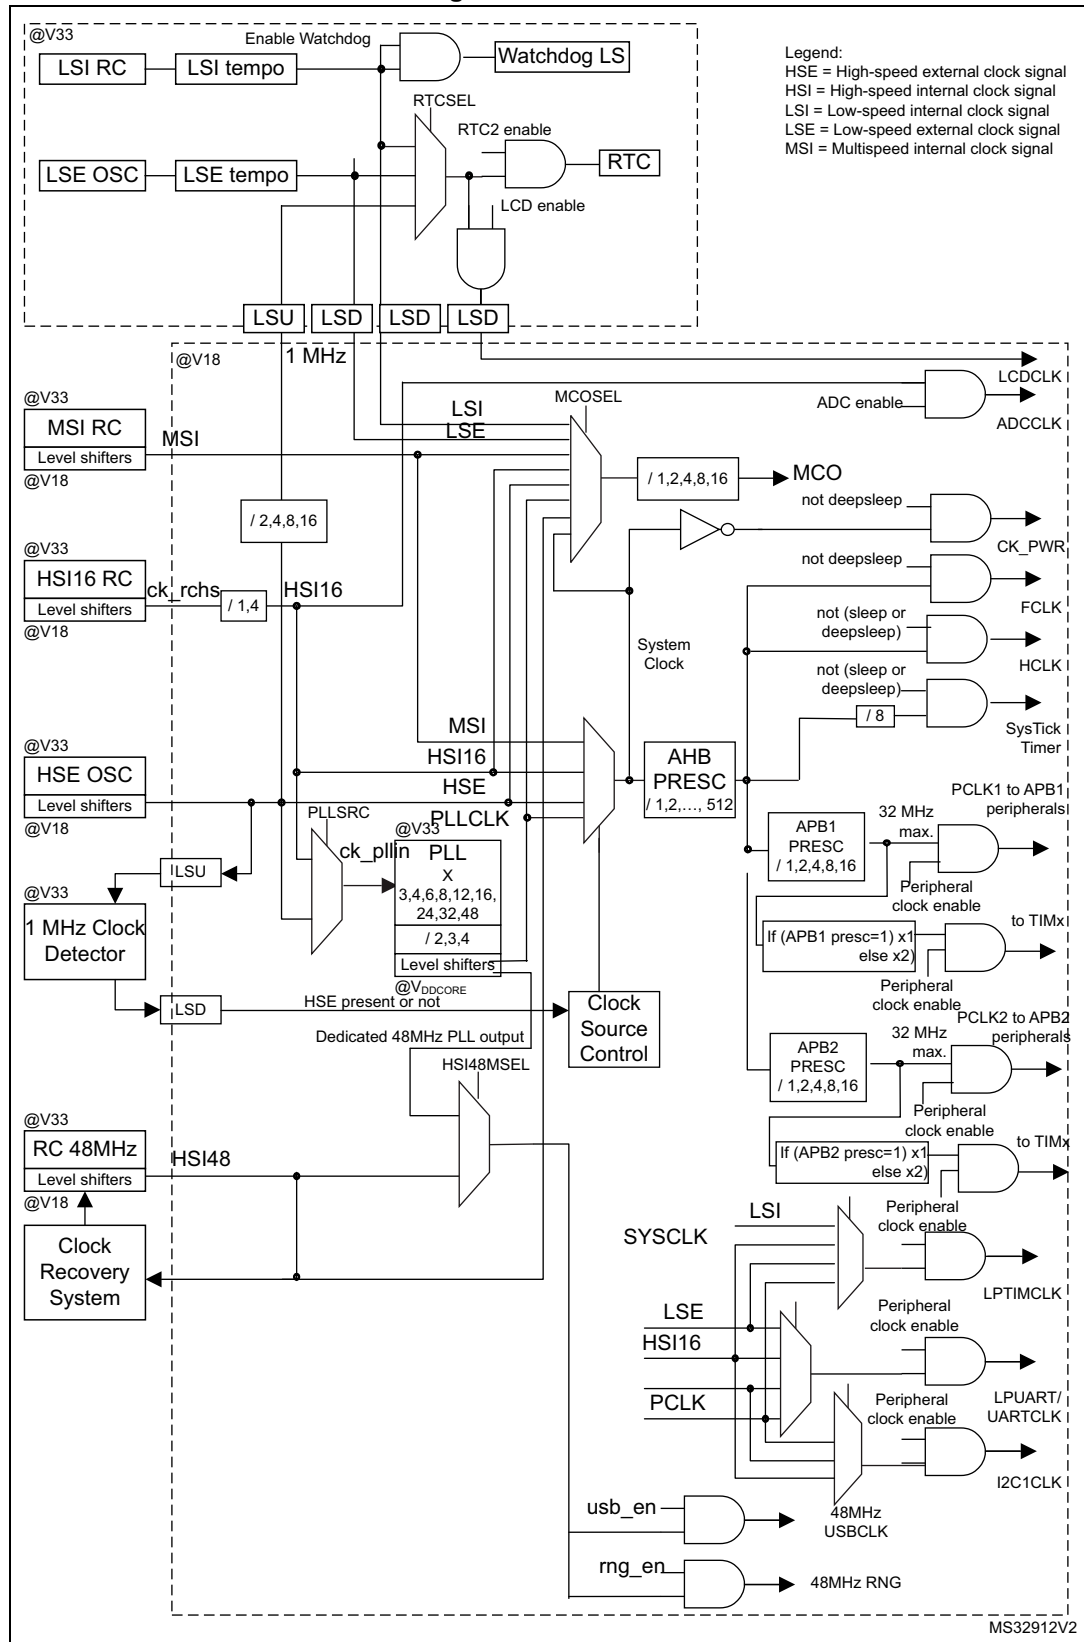 @V33
Enable Watchdog
LSI RC
LSI tempo
Watchdog LS
Legend:
HSE = High-speed external clock signal
HSI = High-speed internal clock signal
LSI = Low-speed internal clock signal
LSE = Low-speed external clock signal
MSI = Multispeed internal clock signal
RTCSEL
RTC2 enable
LSE OSC
LSE tempo
RTC
LCD enable
LSU
LSD
LSD
LSD
@V18
1 MHz
LCDCLK
@V33
MSI RC
Level shifters
@V18
MSI
LSI
LSE
MCOSEL
ADC enable
ADCCLK
/ 1,2,4,8,16
MCO
/ 2,4,8,16
not deepsleep
CK_PWR
@V33
HSI16 RC
Level shifters
@V18
ck_rchs
/ 1,4
HSI16
not deepsleep
FCLK
not (sleep or
deepsleep)
HCLK
System
Clock
not (sleep or
deepsleep)
/ 8
SysTick
Timer
MSI
HSI16
HSE
PLLCLK
AHB
PRESC
/ 1,2,..., 512
@V33
HSE OSC
Level shifters
@V18
PLLSRC
ck_pllin
@V33
PLL
X
3,4,6,8,12,16,
24,32,48
/ 2,3,4
Level shifters
@VDDCORE
LSU
@V33
1 MHz Clock
Detector
LSD
HSE present or not
Clock
Source
Control
APB1
PRESC
/ 1,2,4,8,16
32 MHz
max.
PCLK1 to APB1
peripherals
Peripheral
clock enable
If (APB1 presc=1) x1
else x2)
to TIMx
Peripheral
clock enable
PCLK2 to APB2
peripherals
32 MHz
max.
APB2
PRESC
/ 1,2,4,8,16
Peripheral
clock enable
If (APB2 presc=1) x1
else x2)
to TIMx
Peripheral
clock enable
Dedicated 48MHz PLL output
HSI48MSEL
@V33
RC 48MHz
Level shifters
@V18
HSI48
Clock
Recovery
System
LSI
SYSCLK
LPTIMCLK
LSE
HSI16
PCLK
Peripheral
clock enable
LPUART/
UARTCLK
Peripheral
clock enable
I2C1CLK
usb_en
48MHz
USBCLK
rng_en
48MHz RNG
MS32912V2